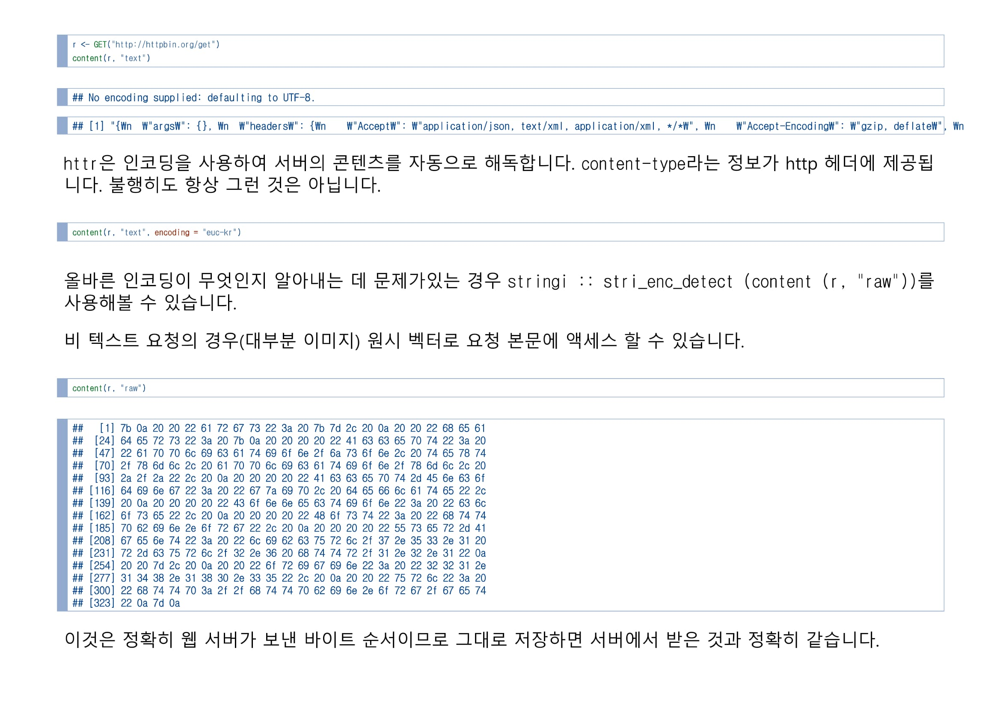 r <- GET("http://httpbin.org/get")
content(r, "text")
## No encoding supplied: defaulting to UTF-8.
## [1] "{₩n  ₩"args₩": {}, ₩n  ₩"headers₩": {₩n    ₩"Accept₩": ₩"application/json, text/xml, application/xml, */*₩", ₩n    ₩"Accept-Encoding₩": ₩"gzip, deflate₩", ₩n
httr은 인코딩을 사용하여 서버의 콘텐츠를 자동으로 해독합니다. content-type라는 정보가 http 헤더에 제공됩
니다. 불행히도 항상 그런 것은 아닙니다.
content(r, "text", encoding = "euc-kr")
올바른 인코딩이 무엇인지 알아내는 데 문제가있는 경우 stringi :: stri_enc_detect (content (r, "raw"))를
사용해볼 수 있습니다.
비 텍스트 요청의 경우(대부분 이미지) 원시 벡터로 요청 본문에 액세스 할 수 있습니다.
content(r, "raw")
##   [1] 7b 0a 20 20 22 61 72 67 73 22 3a 20 7b 7d 2c 20 0a 20 20 22 68 65 61
##  [24] 64 65 72 73 22 3a 20 7b 0a 20 20 20 20 22 41 63 63 65 70 74 22 3a 20
##  [47] 22 61 70 70 6c 69 63 61 74 69 6f 6e 2f 6a 73 6f 6e 2c 20 74 65 78 74
##  [70] 2f 78 6d 6c 2c 20 61 70 70 6c 69 63 61 74 69 6f 6e 2f 78 6d 6c 2c 20
##  [93] 2a 2f 2a 22 2c 20 0a 20 20 20 20 22 41 63 63 65 70 74 2d 45 6e 63 6f
## [116] 64 69 6e 67 22 3a 20 22 67 7a 69 70 2c 20 64 65 66 6c 61 74 65 22 2c
## [139] 20 0a 20 20 20 20 22 43 6f 6e 6e 65 63 74 69 6f 6e 22 3a 20 22 63 6c
## [162] 6f 73 65 22 2c 20 0a 20 20 20 20 22 48 6f 73 74 22 3a 20 22 68 74 74
## [185] 70 62 69 6e 2e 6f 72 67 22 2c 20 0a 20 20 20 20 22 55 73 65 72 2d 41
## [208] 67 65 6e 74 22 3a 20 22 6c 69 62 63 75 72 6c 2f 37 2e 35 33 2e 31 20
## [231] 72 2d 63 75 72 6c 2f 32 2e 36 20 68 74 74 72 2f 31 2e 32 2e 31 22 0a
## [254] 20 20 7d 2c 20 0a 20 20 22 6f 72 69 67 69 6e 22 3a 20 22 32 32 31 2e
## [277] 31 34 38 2e 31 38 30 2e 33 35 22 2c 20 0a 20 20 22 75 72 6c 22 3a 20
## [300] 22 68 74 74 70 3a 2f 2f 68 74 74 70 62 69 6e 2e 6f 72 67 2f 67 65 74
## [323] 22 0a 7d 0a
이것은 정확히 웹 서버가 보낸 바이트 순서이므로 그대로 저장하면 서버에서 받은 것과 정확히 같습니다.